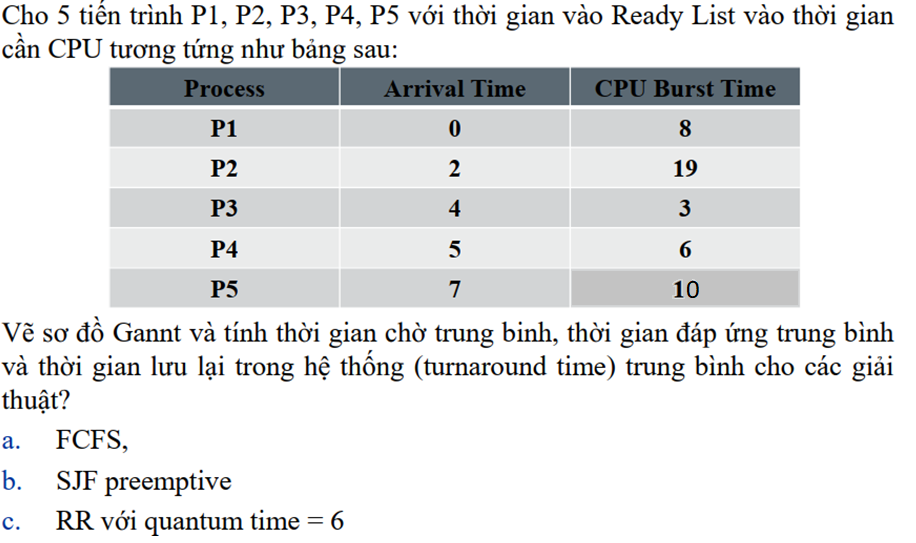 Cho 5 tiến trình P1, P2, P3, P4, P5 với thời gian vào Ready List vào thời gian
cần CPU tương tứng như bảng sau:
Process Arrival Time CPU Burst Time
P1 0 8
P2 2 19
P3 4 3
P4 5 6
P5 7 10
Vẽ sơ đồ Gannt và tính thời gian chờ trung binh, thời gian đáp ứng trung bình
và thời gian lưu lại trong hệ thống (turnaround time) trung bình cho các giải
thuật?
a. FCFS,
b. SJF preemptive
c. RR với quantum time = 6